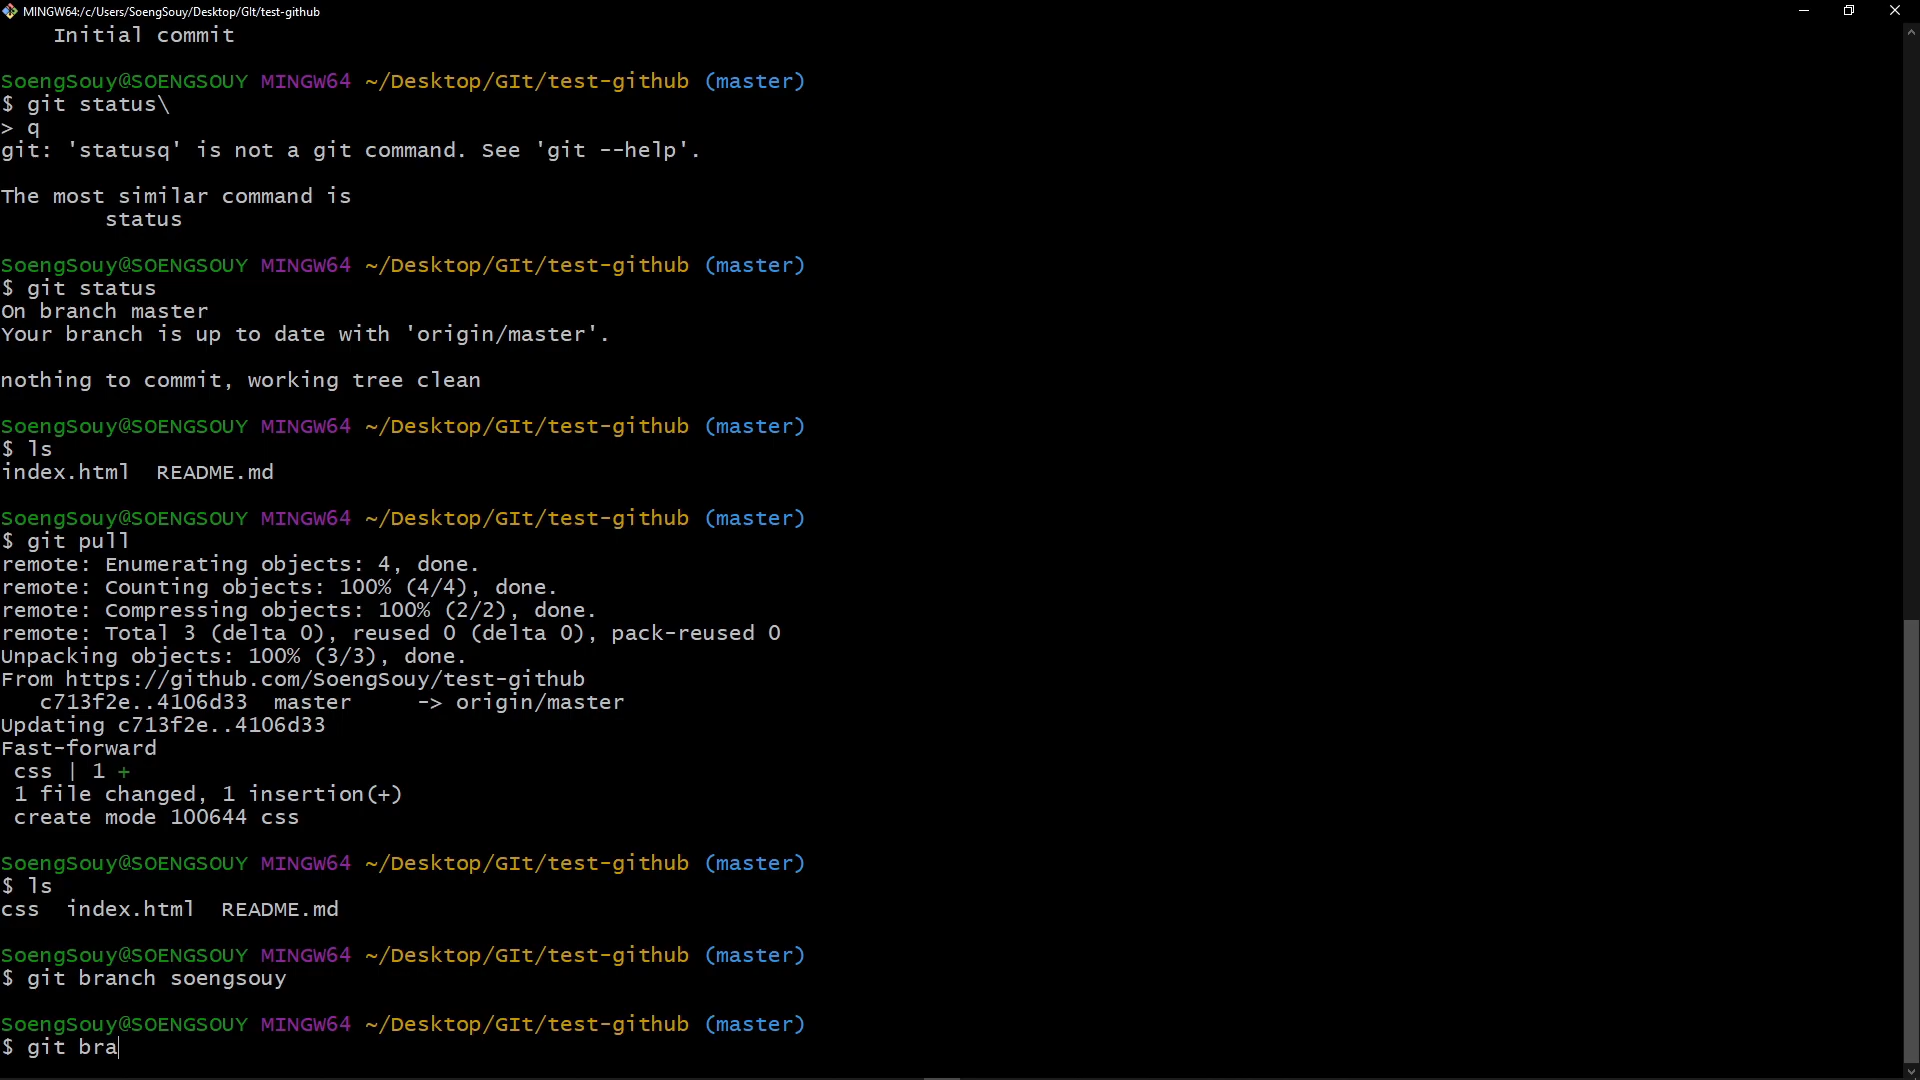 MINGW64:/c/Users/SoengSouy/Desktop/GIt/test-github
Initial commit
SoengSouy@SOENGSOUY MINGW64 ~/Desktop/GIt/test-github (master)
$ git status\
> q
git: 'statusq' is not a git command. See 'git --help'.
The most similar command is
status
SoengSouy@SOENGSOUY MINGW64 ~/Desktop/GIt/test-github (master)
$ git status
On branch master
Your branch is up to date with 'origin/master'.
nothing to commit, working tree clean
SoengSouy@SOENGSOUY MINGW64 ~/Desktop/GIt/test-github (master)
$ ls
index.html  README.md
SoengSouy@SOENGSOUY MINGW64 ~/Desktop/GIt/test-github (master)
$ git pull
remote: Enumerating objects: 4, done.
remote: Counting objects: 100% (4/4), done.
remote: Compressing objects: 100% (2/2), done.
remote: Total 3 (delta 0), reused 0 (delta 0), pack-reused 0
Unpacking objects: 100% (3/3), done.
From https://github.com/SoengSouy/test-github
c713f2e..4106d33  master     -> origin/master
Updating c713f2e..4106d33
Fast-forward
css | 1 +
1 file changed, 1 insertion(+)
create mode 100644 css
SoengSouy@SOENGSOUY MINGW64 ~/Desktop/GIt/test-github (master)
$ ls
css  index.html  README.md
SoengSouy@SOENGSOUY MINGW64 ~/Desktop/GIt/test-github (master)
$ git branch soengsouy
SoengSouy@SOENGSOUY MINGW64 ~/Desktop/GIt/test-github (master)
$ git bra